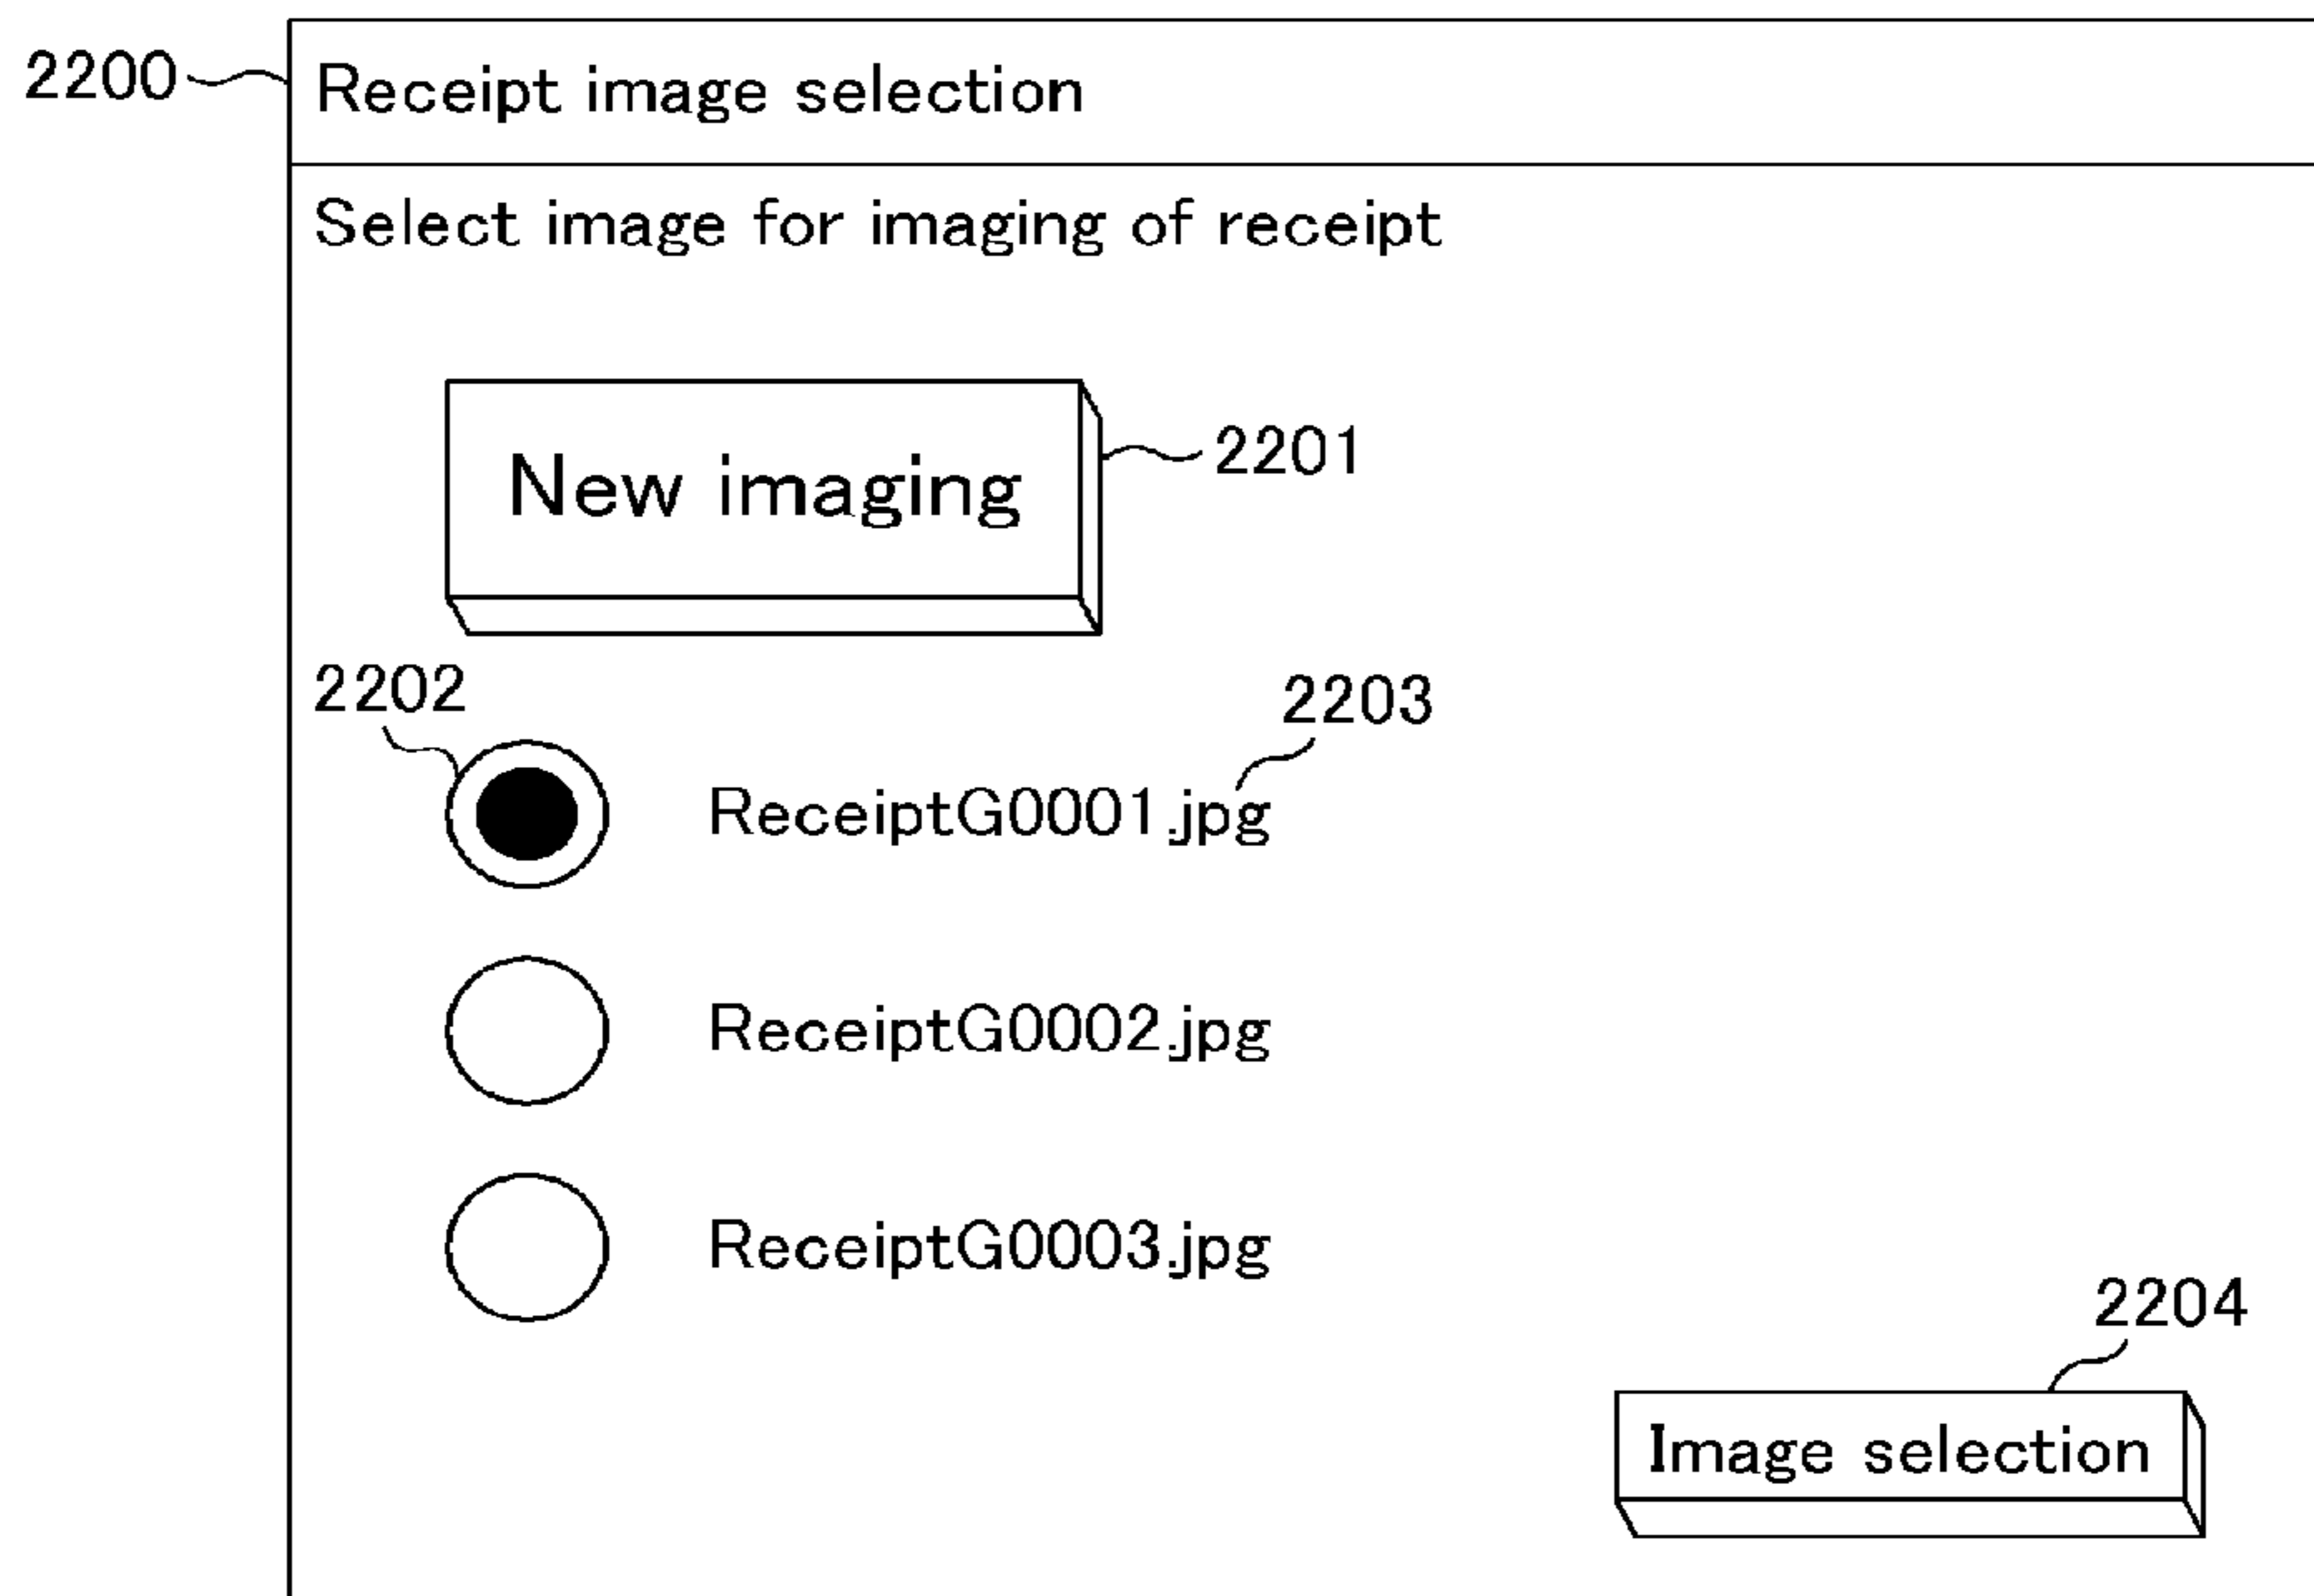 2200 Receipt image selection
Select image for imaging of receipt
New imaging 2201
2202 2203
ReceiptG0001.jpg
ReceiptG0002.jpg
ReceiptG0003.jpg
2204
Image selection